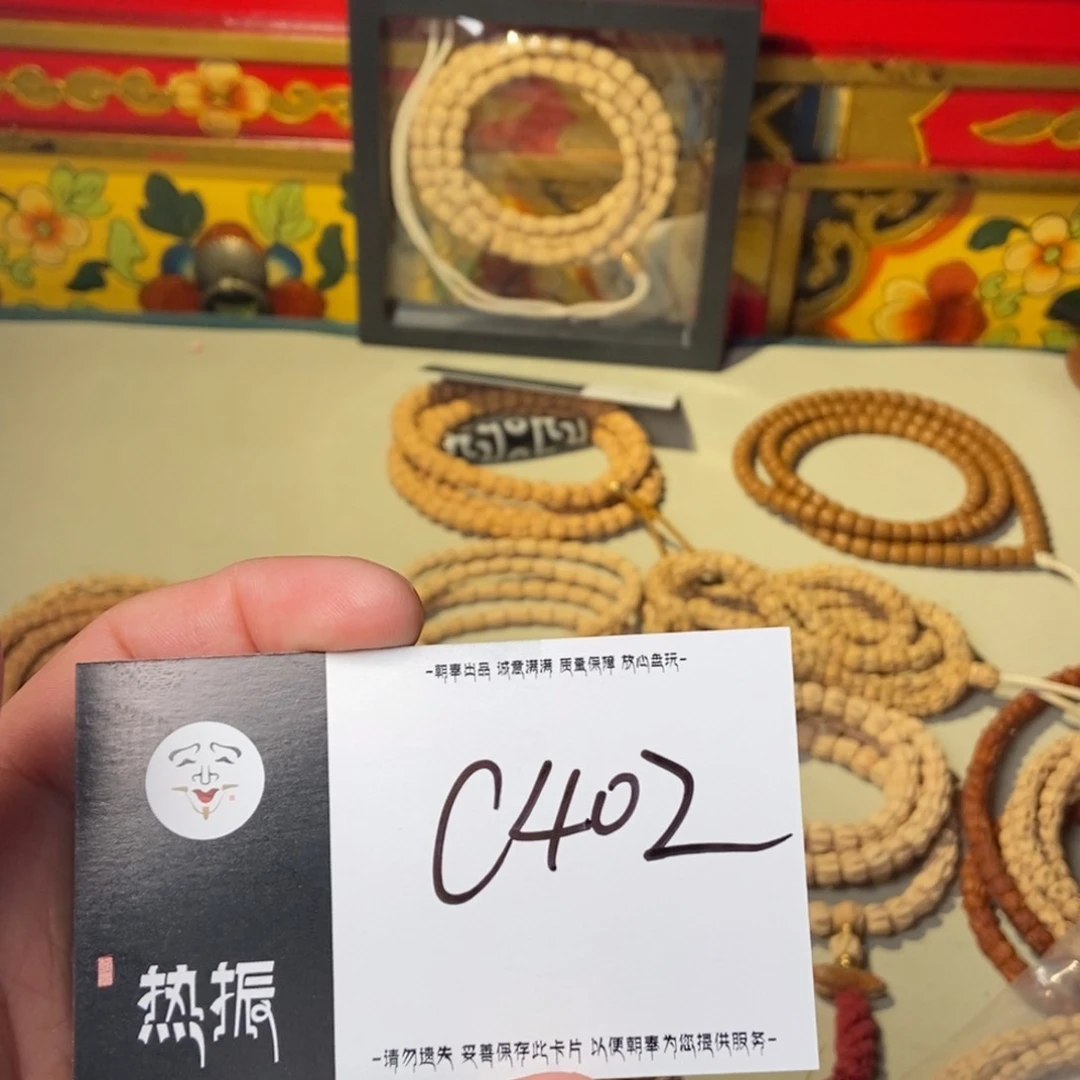 -朝奉出品 诚意满满 质量保障 放心盘玩-
C402
热振
-请勿遗失 妥善保存此卡片 以便朝奉为您提供服务-